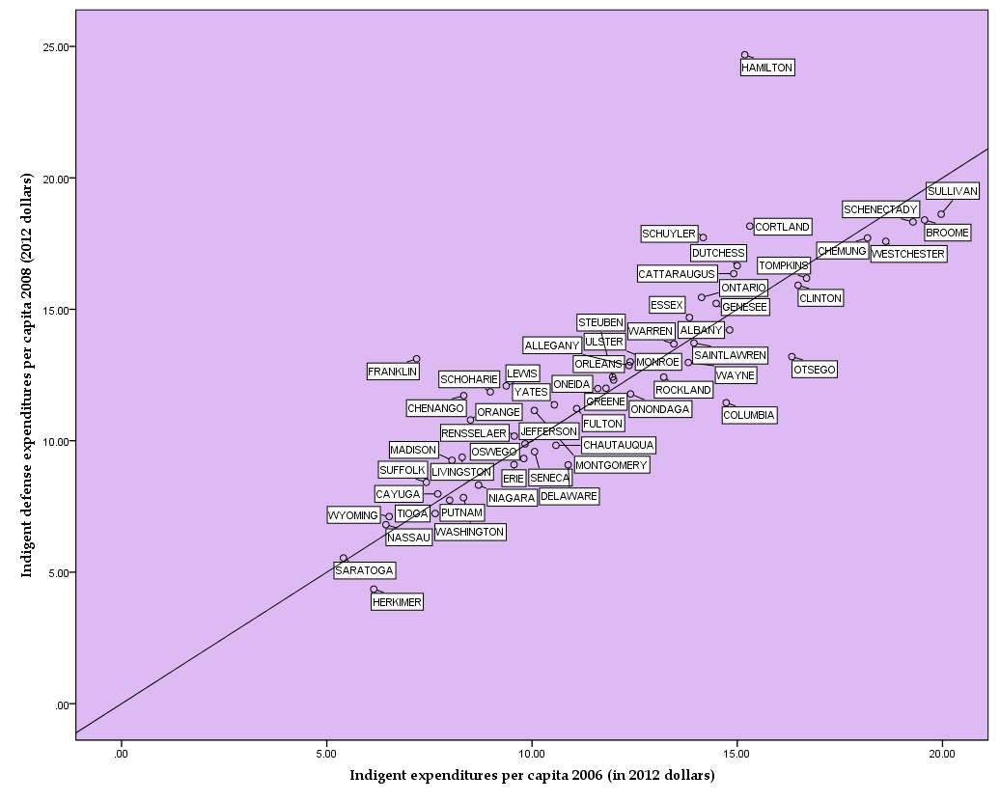 25.00
HAMILTON
20.00
SULLIVAN
SCHENECTADY
CORTLAND
BROOME
SCHUYLER
CHEMUNG
WESTCHESTER
DUTCHESS
TOMPKINS
CATTARAUGUS
ONTARIO
CLINTON
ESSEX
GENESEE
15.00
STEUBEN
WARREN
ALBANY
ALLEGANY
ULSTER
SAINTLAWREN
ORLEANS
MONROE
OTSEGO
FRANKLIN
LEWIS
WAYNE
SCHOHARIE
ONEIDA
YATES
ROCKLAND
GREENE
CHENANGO
ORANGE
ONONDAGA
COLUMBIA
FULTON
RENSSELAER
JEFFERSON
10.00
CHAUTAUQUA
MADISON
OSWEGO
MONTGOMERY
SUFFOLK
LIVINGSTON
ERIE
SENECA
CAYUGA
NIAGARA
DELAWARE
WYOMING
TIOGA
PUTNAM
NASSAU
WASHINGTON
5.00
SARATOGA
HERKIMER
.00
.00
5.00
10.00
15.00
20.00
Indigent expenditures per capita 2006 (in 2012 dollars)
Indigent defense expenditures per capita 2008 (2012 dollars)